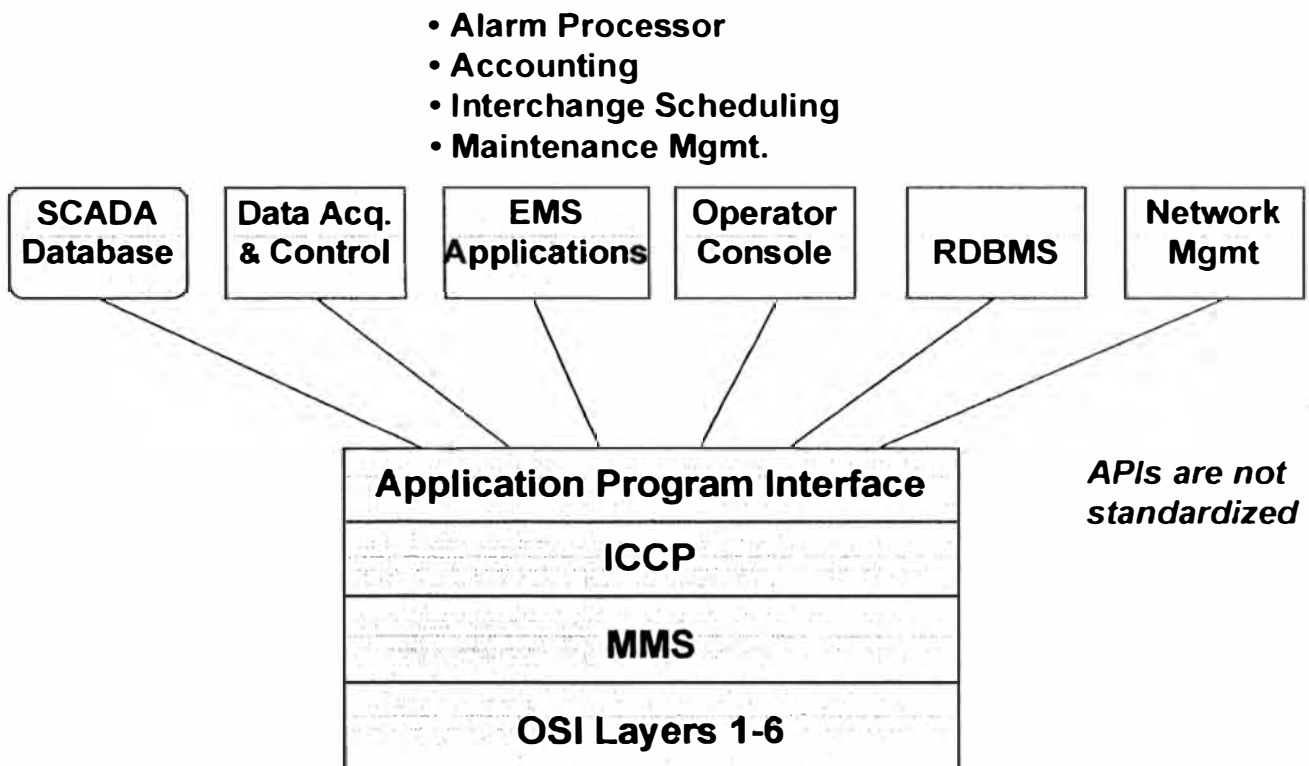 • Alarm Processor
• Accounting
• Interchange Scheduling
• Maintenance Mgmt.
SCADA
Database
Data Acq.
& Control
EMS
Applications
Operator
Console
RDBMS
Network
Mgmt
Application Program Interface
APIs are not
standardized
ICCP
MMS
OSI Layers 1-6